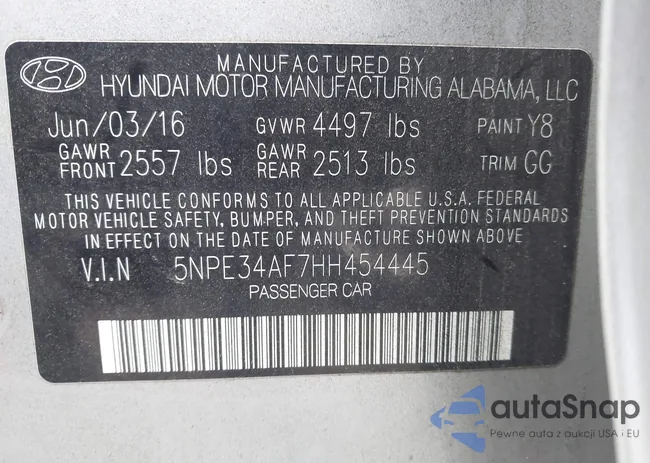 MANUFACTURED BY
HYUNDAI MOTOR MANUFACTURING ALABAMA, LLC
Jun/03/16 GVWR 4497 lbs PAINT Y8
GAWR FRONT 2557 lbs GAWR REAR 2513 lbs TRIM GG
THIS VEHICLE CONFORMS TO ALL APPLICABLE U.S.A. FEDERAL
MOTOR VEHICLE SAFETY, BUMPER, AND THEFT PREVENTION STANDARDS
IN EFFECT ON THE DATE OF MANUFACTURE SHOWN ABOVE.
V.I.N 5NPE34AF7HH454445
PASSENGER CAR
autaSnap
Pewne auta z aukcji USA i EU